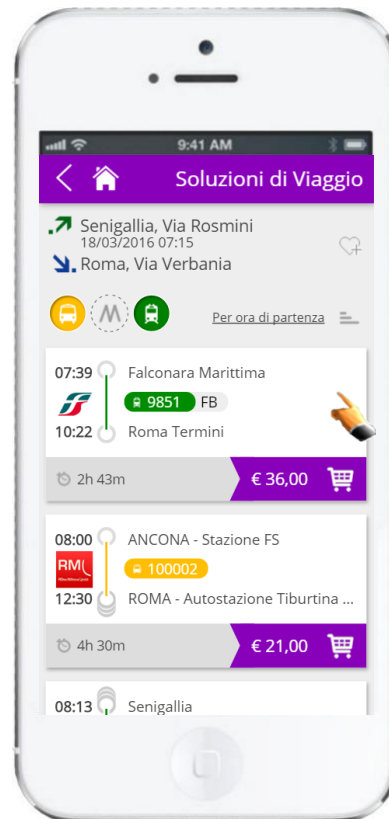 9:41 AM
Soluzioni di Viaggio
Senigallia, Via Rosmini
18/03/2016 07:15
Roma, Via Verbania
M
Per ora di partenza
07:39 Falconara Marittima
9851 FB
10:22 Roma Termini
2h 43m € 36,00
08:00 ANCONA - Stazione FS
RML
100002
12:30 ROMA - Autostazione Tiburtina ...
4h 30m € 21,00
08:13 Senigallia